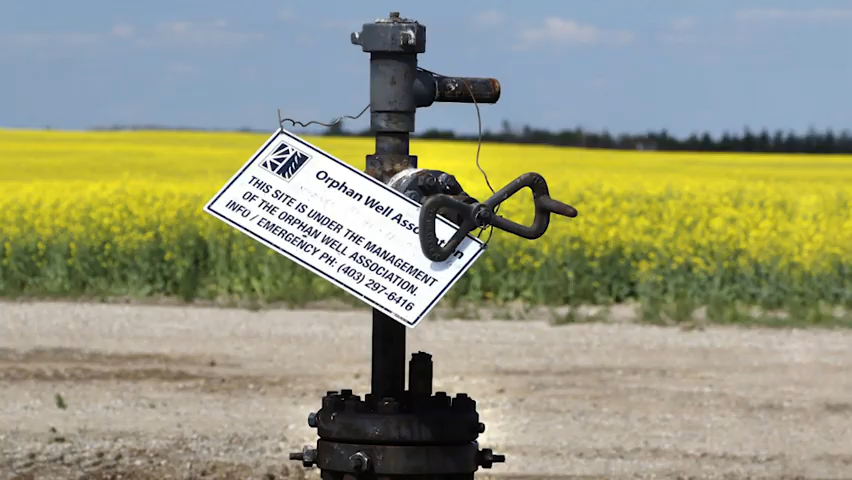 Orphan Well Association
THIS SITE IS UNDER THE MANAGEMENT
OF THE ORPHAN WELL ASSOCIATION.
INFO / EMERGENCY PH: (403) 297-6416